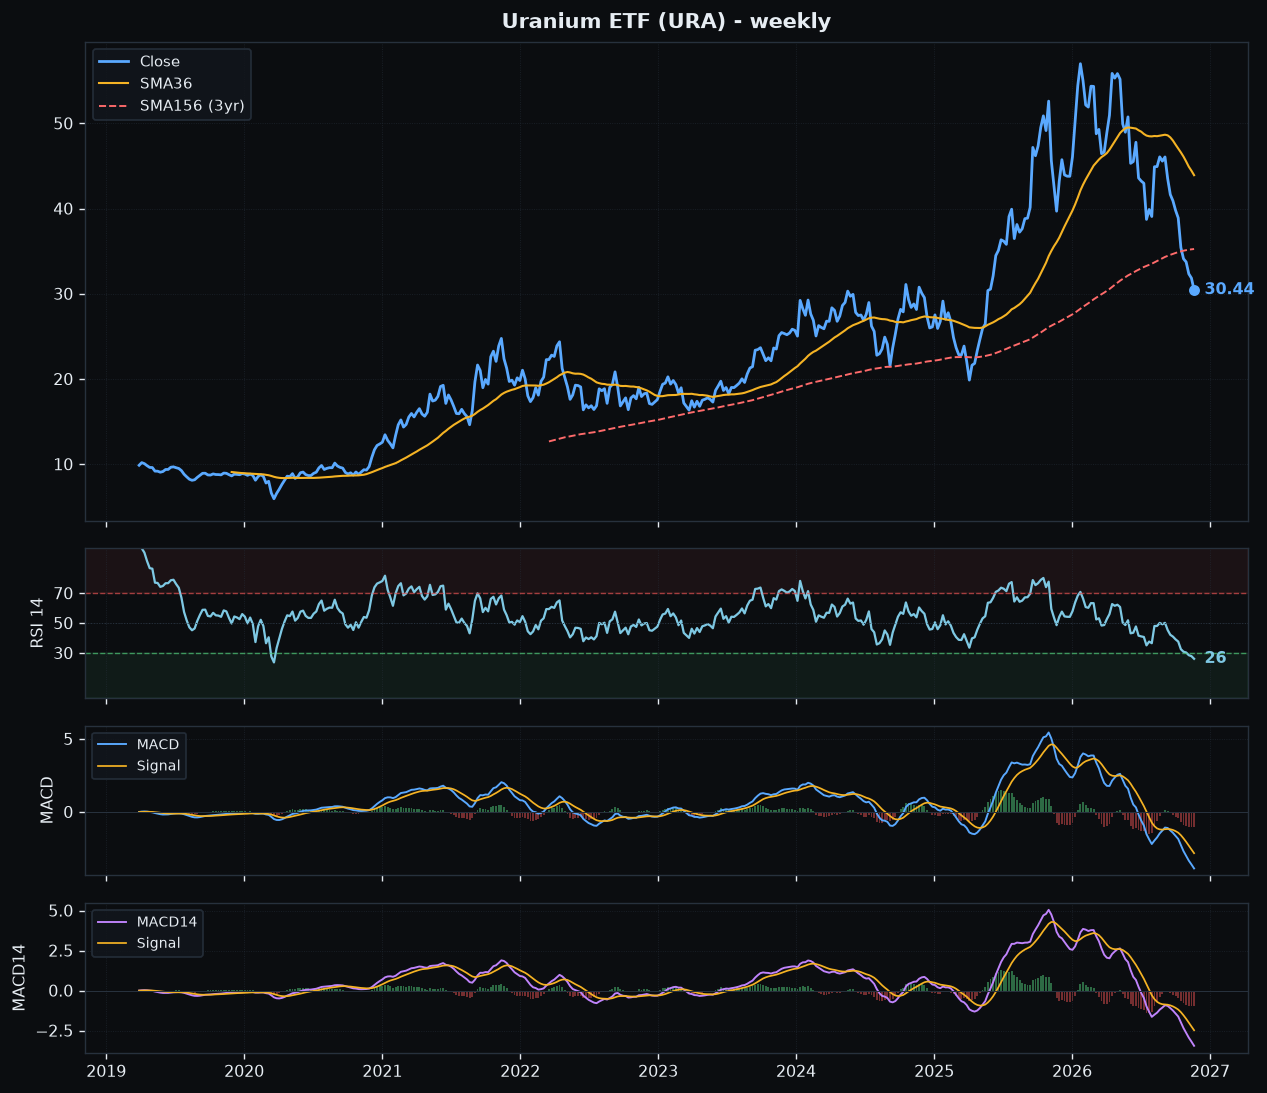 Uranium ETF (URA) - weekly
Close
SMA36
SMA156 (3yr)
50
40
30
20
10
30.44
RSI 14
70
50
30
26
MACD
Signal
MACD
5
0
MACD14
Signal
MACD14
5.0
2.5
0.0
−2.5
2019 2020 2021 2022 2023 2024 2025 2026 2027